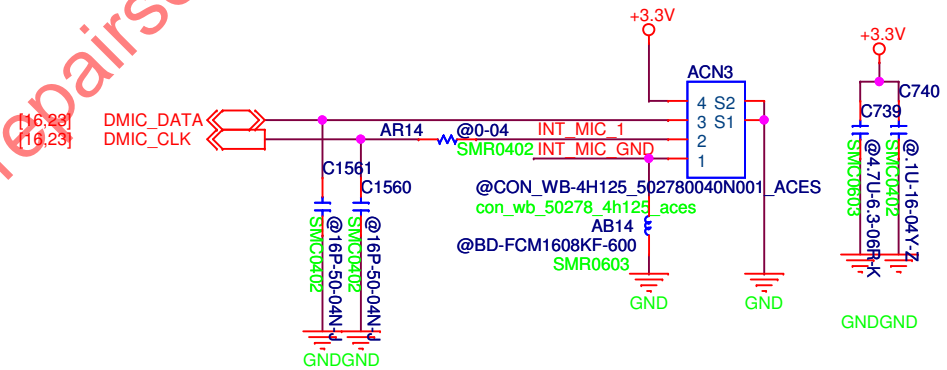 repairs
+3.3V
+3.3V
ACN3
C740
C739
4 S2
3 S1
2
1
[16,23] DMIC_DATA
[16,23] DMIC_CLK
AR14 @0-04 INT_MIC_1
SMR0402 INT_MIC_GND
C1561
C1560
@CON_WB-4H125_502780040N001_ACES
con_wb_50278_4h125_aces
AB14
@BD-FCM1608KF-600
SMR0603
SMC0402
@16P-50-04N-J
SMC0402
@16P-50-04N-J
SMC0603
@4.7U-6.3-06R-K
SMC0402
@.1U-16-04Y-Z
GND
GND
GNDGND
GNDGND